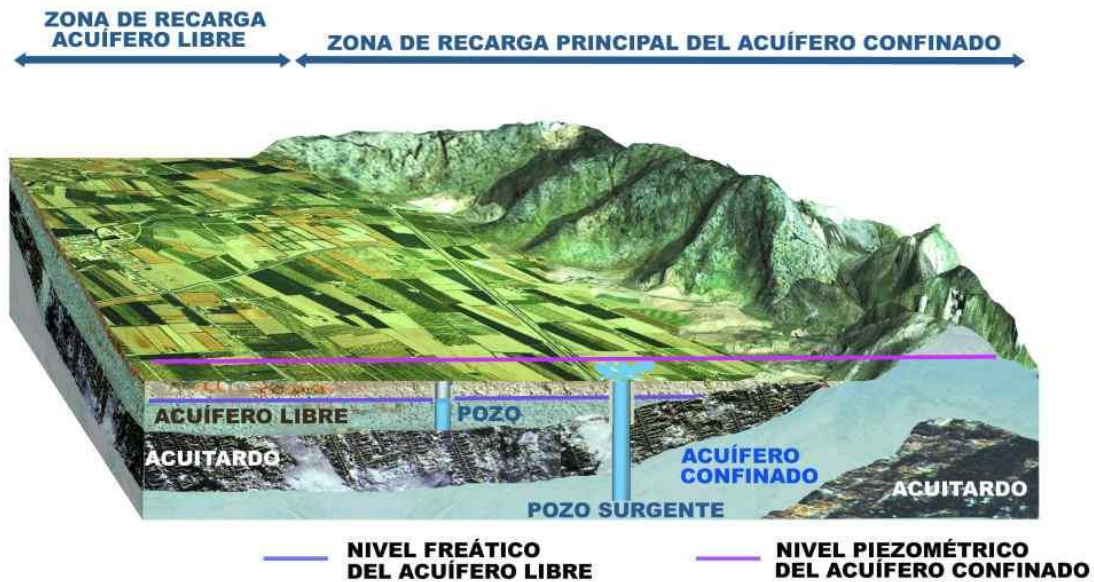 ZONA DE RECARGA
ACUÍFERO LIBRE
ZONA DE RECARGA PRINCIPAL DEL ACUÍFERO CONFINADO
ACUÍFERO LIBRE
POZO
ACUITARDO
ACUÍFERO
CONFINADO
ACUITARDO
POZO SURGENTE
NIVEL FREÁTICO
DEL ACUÍFERO LIBRE
NIVEL PIEZOMÉTRICO
DEL ACUÍFERO CONFINADO